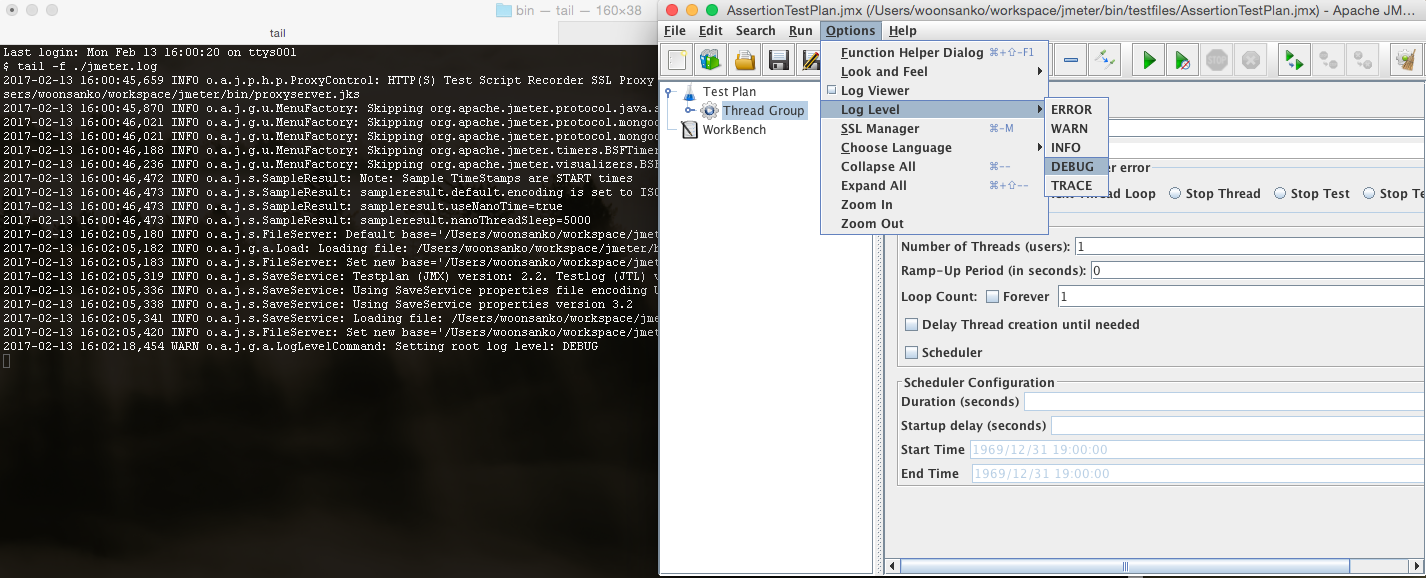 bin — tail — 160×38
tail
Last login: Mon Feb 13 16:00:20 on ttys001
$ tail -f ./jmeter.log
2017-02-13 16:00:45,659 INFO o.a.j.p.h.p.ProxyControl: HTTP(S) Test Script Recorder SSL Proxy
sers/woonsanko/workspace/jmeter/bin/proxyserver.jks
2017-02-13 16:00:45,870 INFO o.a.j.g.u.MenuFactory: Skipping org.apache.jmeter.protocol.java.s
2017-02-13 16:00:46,021 INFO o.a.j.g.u.MenuFactory: Skipping org.apache.jmeter.protocol.mongod
2017-02-13 16:00:46,021 INFO o.a.j.g.u.MenuFactory: Skipping org.apache.jmeter.protocol.mongod
2017-02-13 16:00:46,188 INFO o.a.j.g.u.MenuFactory: Skipping org.apache.jmeter.timers.BSFTimer
2017-02-13 16:00:46,236 INFO o.a.j.g.u.MenuFactory: Skipping org.apache.jmeter.visualizers.BSF
2017-02-13 16:00:46,472 INFO o.a.j.s.SampleResult: Note: Sample TimeStamps are START times
2017-02-13 16:00:46,473 INFO o.a.j.s.SampleResult: sampleresult.default.encoding is set to ISO
2017-02-13 16:00:46,473 INFO o.a.j.s.SampleResult: sampleresult.useNanoTime=true
2017-02-13 16:00:46,473 INFO o.a.j.s.SampleResult: sampleresult.nanoThreadSleep=5000
2017-02-13 16:02:05,180 INFO o.a.j.s.FileServer: Default base='/Users/woonsanko/workspace/jmet
2017-02-13 16:02:05,182 INFO o.a.j.g.a.Load: Loading file: /Users/woonsanko/workspace/jmeter/b
2017-02-13 16:02:05,183 INFO o.a.j.s.FileServer: Set new base='/Users/woonsanko/workspace/jmet
2017-02-13 16:02:05,319 INFO o.a.j.s.SaveService: Testplan (JMX) version: 2.2. Testlog (JTL) v
2017-02-13 16:02:05,336 INFO o.a.j.s.SaveService: Using SaveService properties file encoding U
2017-02-13 16:02:05,338 INFO o.a.j.s.SaveService: Using SaveService properties version 3.2
2017-02-13 16:02:05,341 INFO o.a.j.s.SaveService: Loading file: /Users/woonsanko/workspace/jme
2017-02-13 16:02:05,420 INFO o.a.j.s.FileServer: Set new base='/Users/woonsanko/workspace/jmet
2017-02-13 16:02:18,454 WARN o.a.j.g.a.LogLevelCommand: Setting root log level: DEBUG
AssertionTestPlan.jmx (/Users/woonsanko/workspace/jmeter/bin/testfiles/AssertionTestPlan.jmx) - Apache JM...
File Edit Search Run Options Help
STOP
Test Plan
Thread Group
WorkBench
Function Helper Dialog ⌘+⇧-F1
Look and Feel
Log Viewer
Log Level
SSL Manager ⌘-M
Choose Language
Collapse All ⌘--
Expand All ⌘+⇧--
Zoom In
Zoom Out
ERROR
WARN
INFO
DEBUG
TRACE
er error
Thread Loop Stop Thread Stop Test Stop Te
Number of Threads (users): 1
Ramp-Up Period (in seconds): 0
Loop Count: Forever 1
Delay Thread creation until needed
Scheduler
Scheduler Configuration
Duration (seconds)
Startup delay (seconds)
Start Time 1969/12/31 19:00:00
End Time 1969/12/31 19:00:00